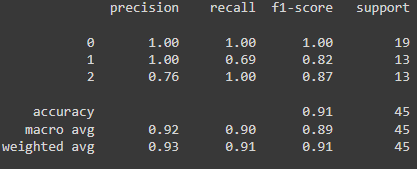 precision recall f1-score support
0 1.00 1.00 1.00 19
1 1.00 0.69 0.82 13
2 0.76 1.00 0.87 13
accuracy 0.91 45
macro avg 0.92 0.90 0.89 45
weighted avg 0.93 0.91 0.91 45